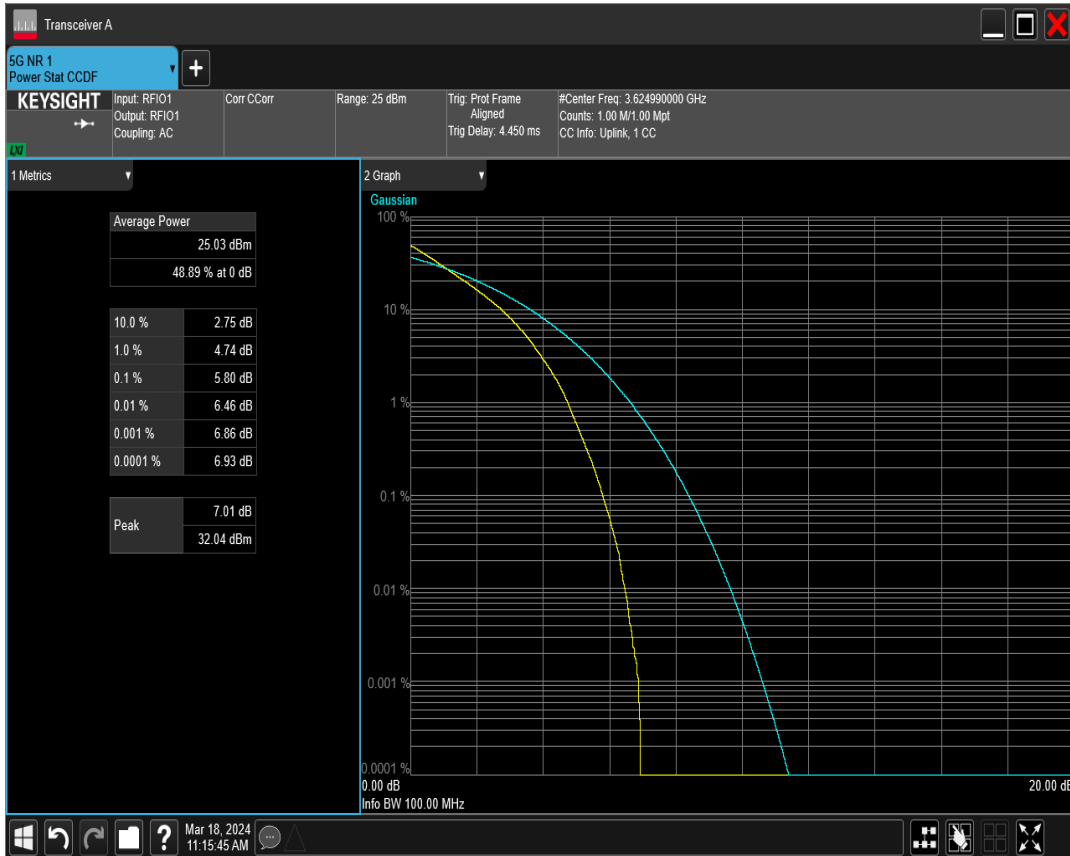 Transceiver A
5G NR 1
Power Stat CCDF
KEYSIGHT
LXI
Input: RFIO1
Output: RFIO1
Coupling: AC
Corr CCorr
Range: 25 dBm
Trig: Prot Frame
Aligned
Trig Delay: 4.450 ms
#Center Freq: 3.624990000 GHz
Counts: 1.00 M/1.00 Mpt
CC Info: Uplink, 1 CC
1 Metrics
Average Power
25.03 dBm
48.89 % at 0 dB
10.0 % 2.75 dB
1.0 % 4.74 dB
0.1 % 5.80 dB
0.01 % 6.46 dB
0.001 % 6.86 dB
0.0001 % 6.93 dB
Peak 7.01 dB
32.04 dBm
2 Graph
Gaussian
100 %
10 %
1 %
0.1 %
0.01 %
0.001 %
0.0001 %
0.00 dB 20.00 dB
Info BW 100.00 MHz
?
Mar 18, 2024
11:15:45 AM